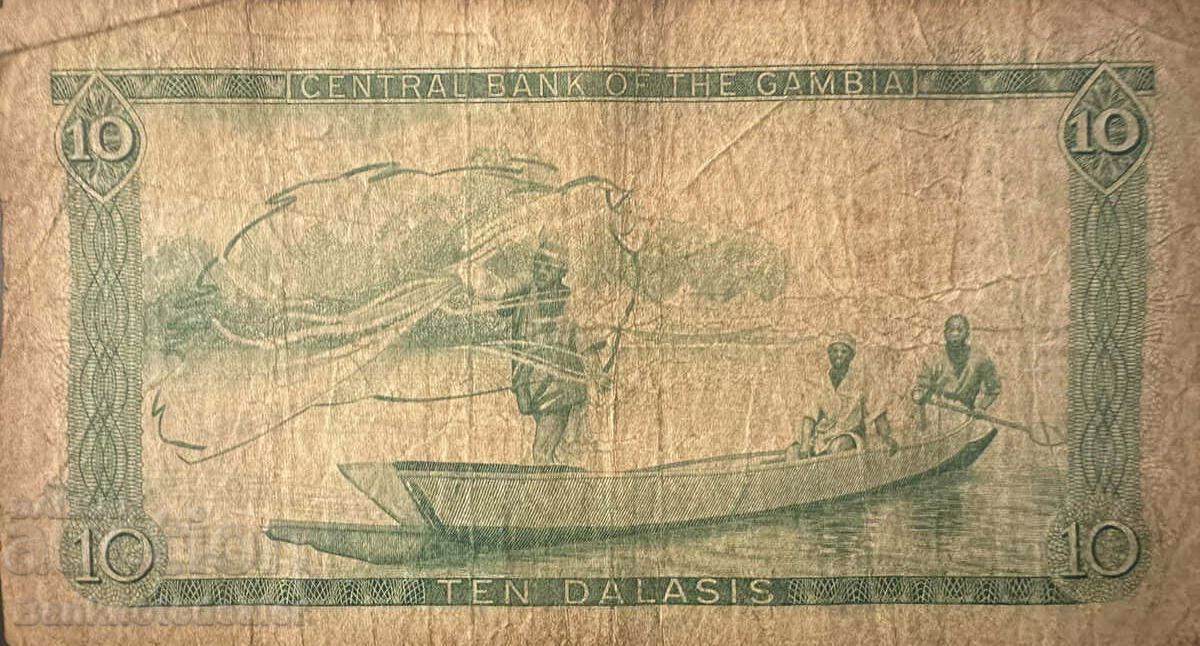 CENTRAL BANK OF THE GAMBIA
10 10
10 10
TEN DALASIS